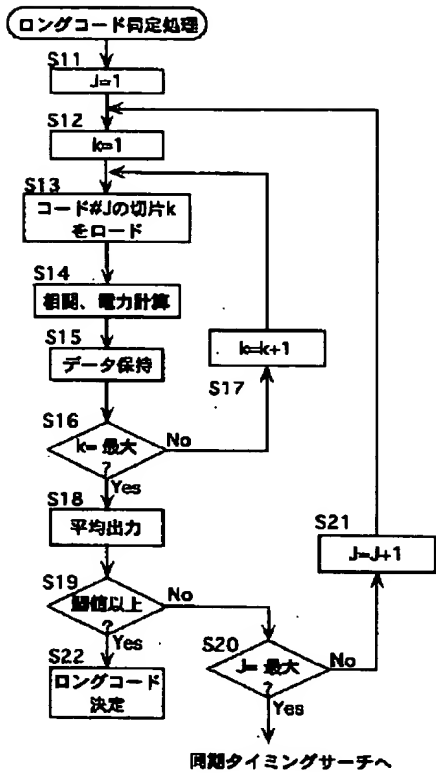 ロングコード同定処理
S11
J=1
S12
k=1
S13
コード#Jの切片k
をロード
S14
相関、電力計算
S15
データ保持
k=k+1
S17
S16
k=最大
?
No
Yes
S18
平均出力
S21
J=J+1
S19
閾値以上
?
No
Yes
S20
J=最大
?
No
Yes
S22
ロングコード
決定
同期タイミングサーチへ